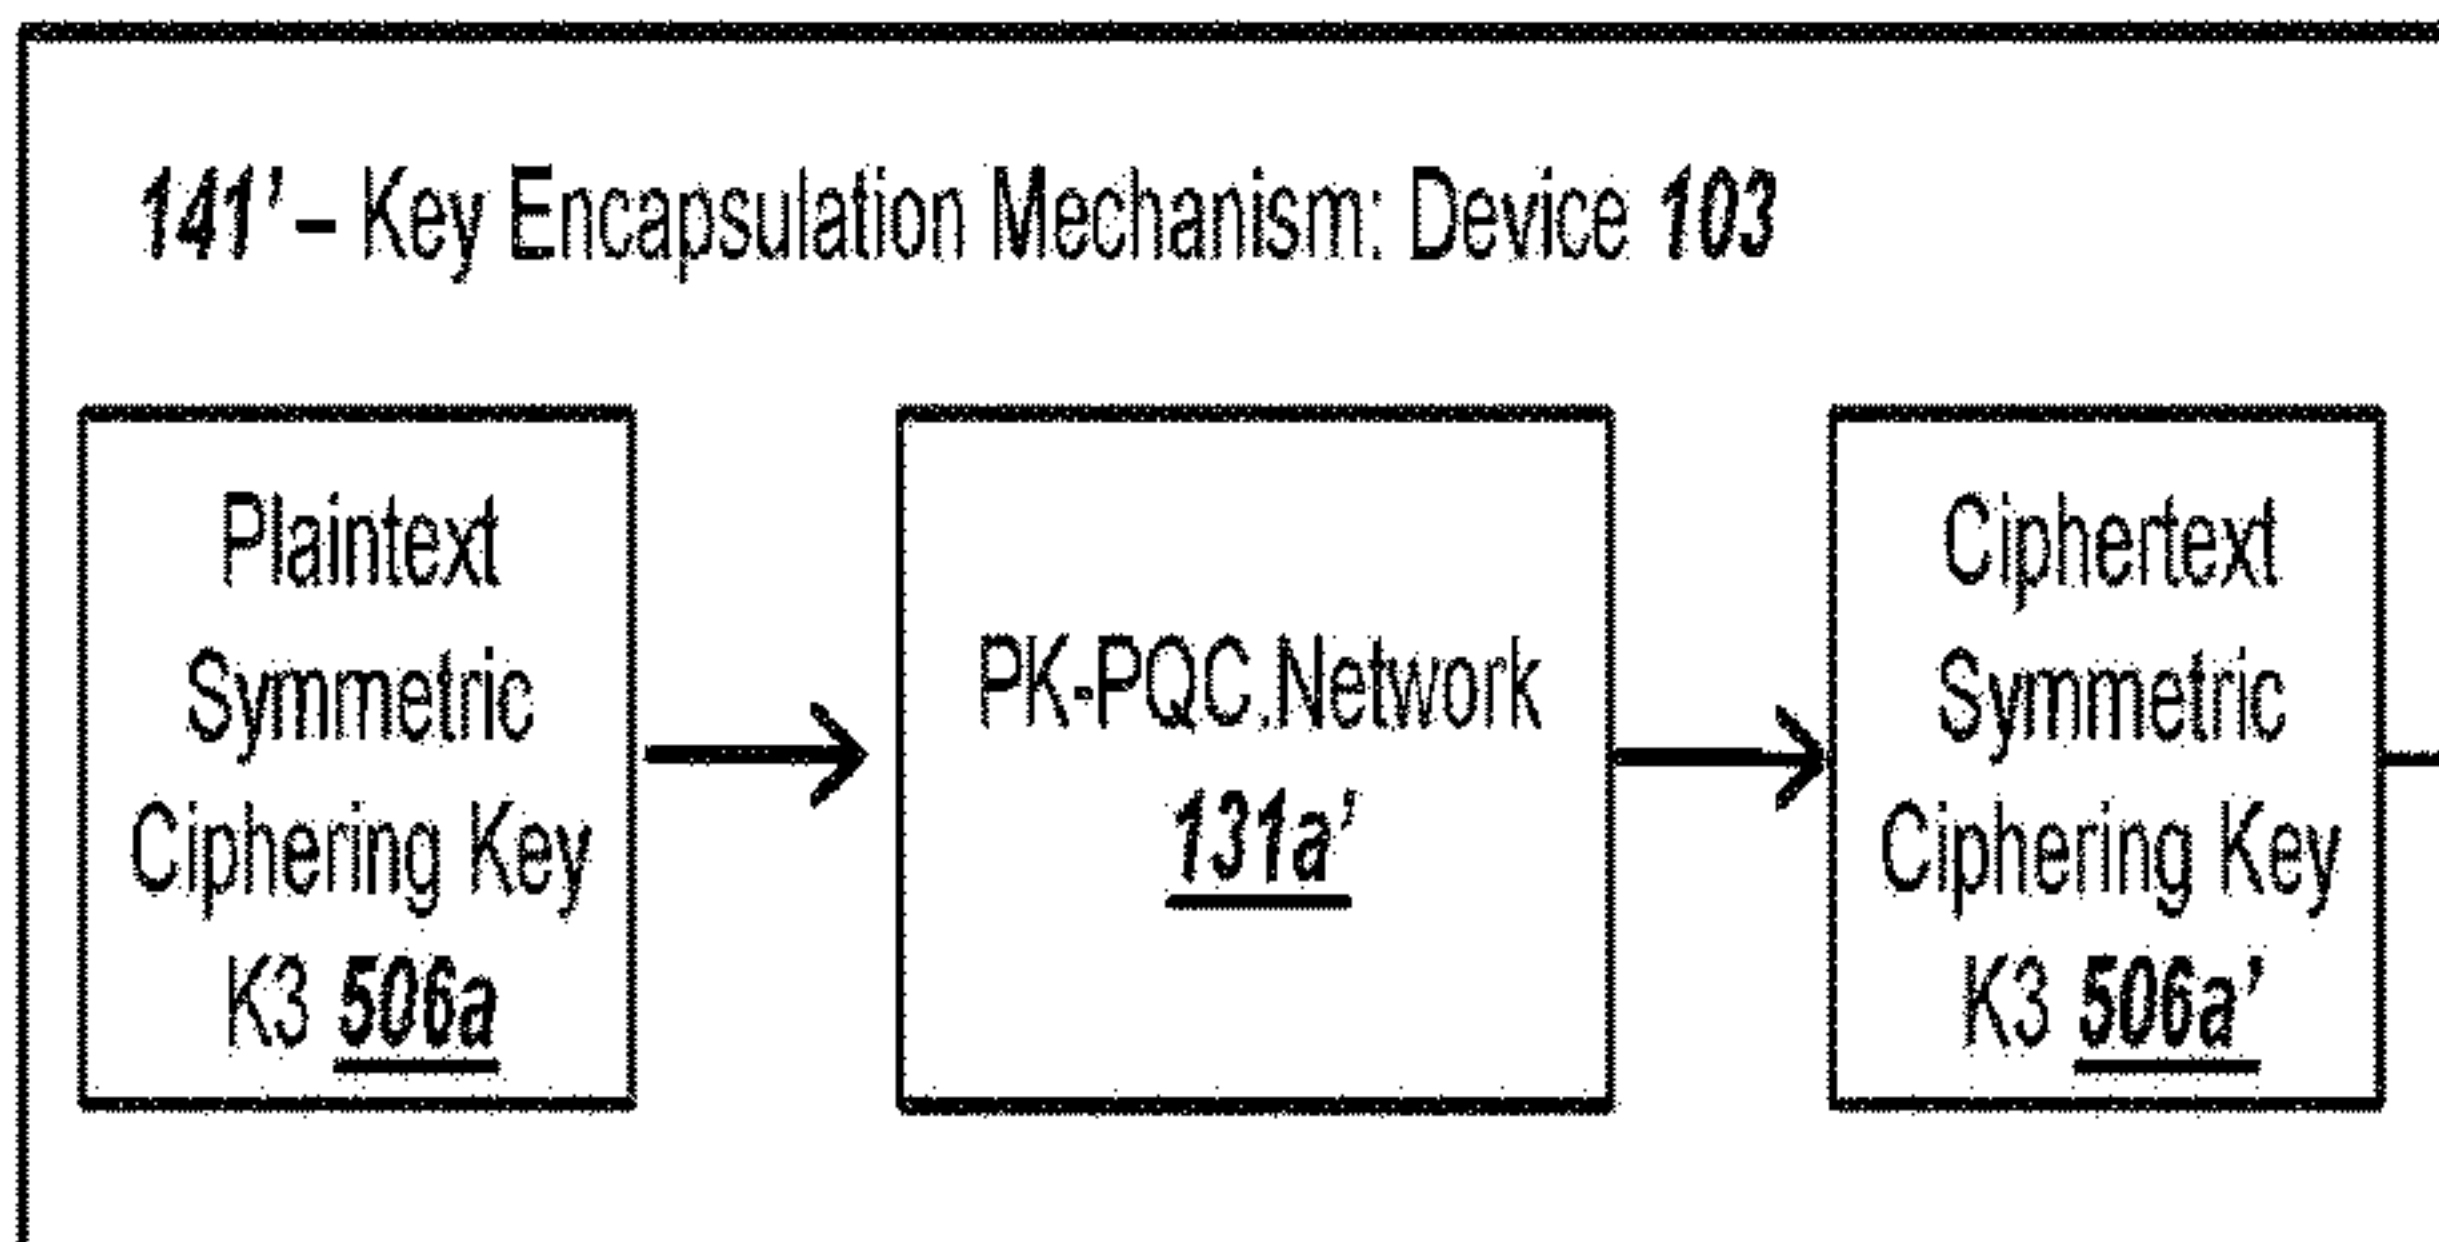 141' – Key Encapsulation Mechanism: Device 103
Plaintext
Symmetric
Ciphering Key
K3 506a
PK-PQC.Network
131a'
Ciphertext
Symmetric
Ciphering Key
K3 506a'